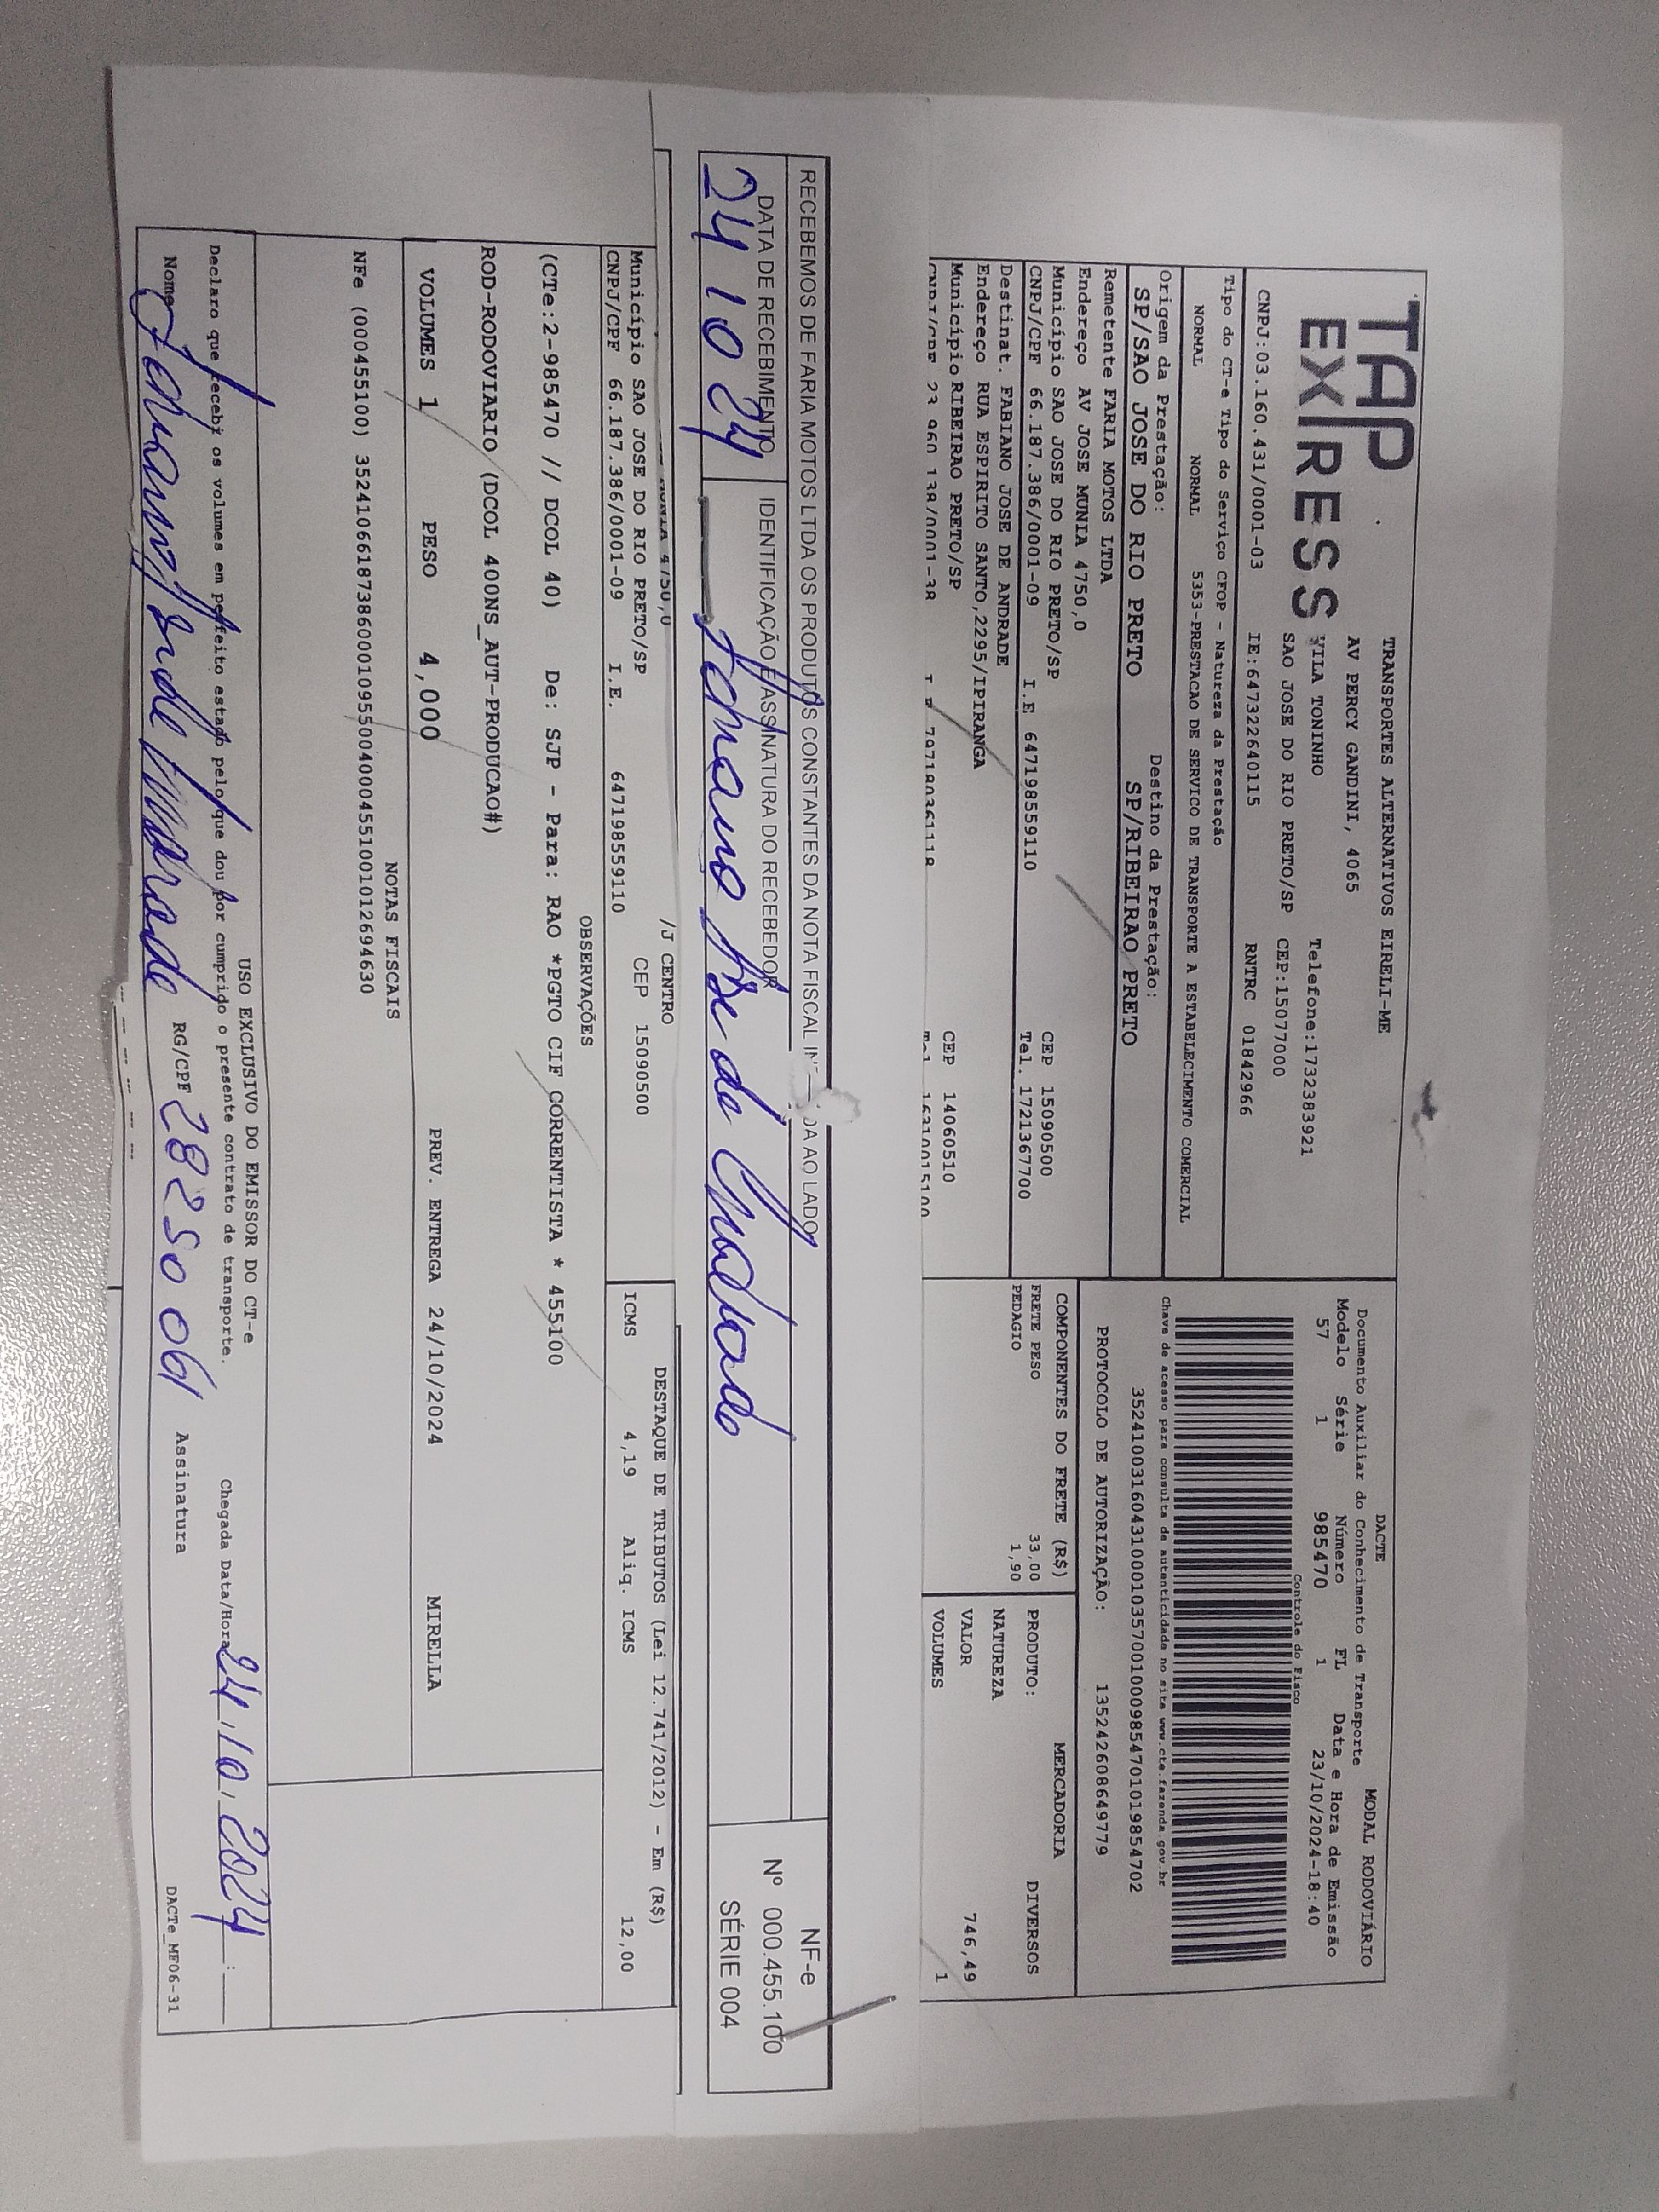 TAP
EXPRESS
TRANSPORTES ALTERNATIVOS EIRELI-ME
AV PERCY GANDINI, 4065
VILA TONINHO Telefone:1732383921
SAO JOSE DO RIO PRETO/SP CEP:15077000
CNPJ:03.160.431/0001-03 IE:647322640115 RNTRC 01842966
Tipo do CT-e Tipo do Serviço CFOP - Natureza da Prestação
NORMAL NORMAL 5353-PRESTACAO DE SERVICO DE TRANSPORTE A ESTABELECIMENTO COMERCIAL
Origem da Prestação: Destino da Prestação:
SP/SAO JOSE DO RIO PRETO SP/RIBEIRAO PRETO
Remetente FARIA MOTOS LTDA
Endereço AV JOSE MUNIA 4750,0
Município SAO JOSE DO RIO PRETO/SP CEP 15090500
CNPJ/CPF 66.187.386/0001-09 I.E 647198559110 Tel. 1721367700
Destinat. FABIANO JOSE DE ANDRADE
Endereço RUA ESPIRITO SANTO,2295/IPIRANGA
Município RIBEIRAO PRETO/SP CEP 14060510
DACTE MODAL RODOVIÁRIO
Documento Auxiliar do Conhecimento de Transporte
Modelo Série Número FL Data e Hora de Emissão
57 1 985470 1 23/10/2024-18:40
Controle do Fisco
Chave de acesso para consulta de autenticidade no site www.cte.fazenda.gov.br
35241003160431000103570010009854701019854702
PROTOCOLO DE AUTORIZAÇÃO: 135242608649779
COMPONENTES DO FRETE (R$)
FRETE PESO 33,00
PEDAGIO 1,90
MERCADORIA
PRODUTO: DIVERSOS
NATUREZA
VALOR 746,49
VOLUMES 1
RECEBEMOS DE FARIA MOTOS LTDA OS PRODUTOS CONSTANTES DA NOTA FISCAL DA AO LADO
DATA DE RECEBIMENTO IDENTIFICAÇÃO E ASSINATURA DO RECEBEDOR
24 10 24 Fabiano Jse de Andrade
NF-e
Nº 000.455.100
SÉRIE 004
/J CENTRO
Município SAO JOSE DO RIO PRETO/SP CEP 15090500
CNPJ/CPF 66.187.386/0001-09 I.E. 647198559110
DESTAQUE DE TRIBUTOS (Lei 12.741/2012) - Em (R$)
ICMS 4,19 Aliq. ICMS 12,00
OBSERVAÇÕES
(CTe:2-985470 // DCOL 40) De: SJP - Para: RAO *PGTO CIF CORRENTISTA * 455100
ROD-RODOVIARIO (DCOL 400NS_AUT-PRODUCAO#)
VOLUMES 1 PESO 4,000 PREV. ENTREGA 24/10/2024 MIRELLA
NOTAS FISCAIS
NFe (000455100) 35241066187386000109550040004551001012694630
USO EXCLUSIVO DO EMISSOR DO CT-e
Declaro que recebi os volumes em perfeito estado pelo que dou por cumprido o presente contrato de transporte. Chegada Data/Hora 24,10,2024 :
Nome Fabiano Jse de Andrade RG/CPF 28250 061 Assinatura DACTe_MF06-31